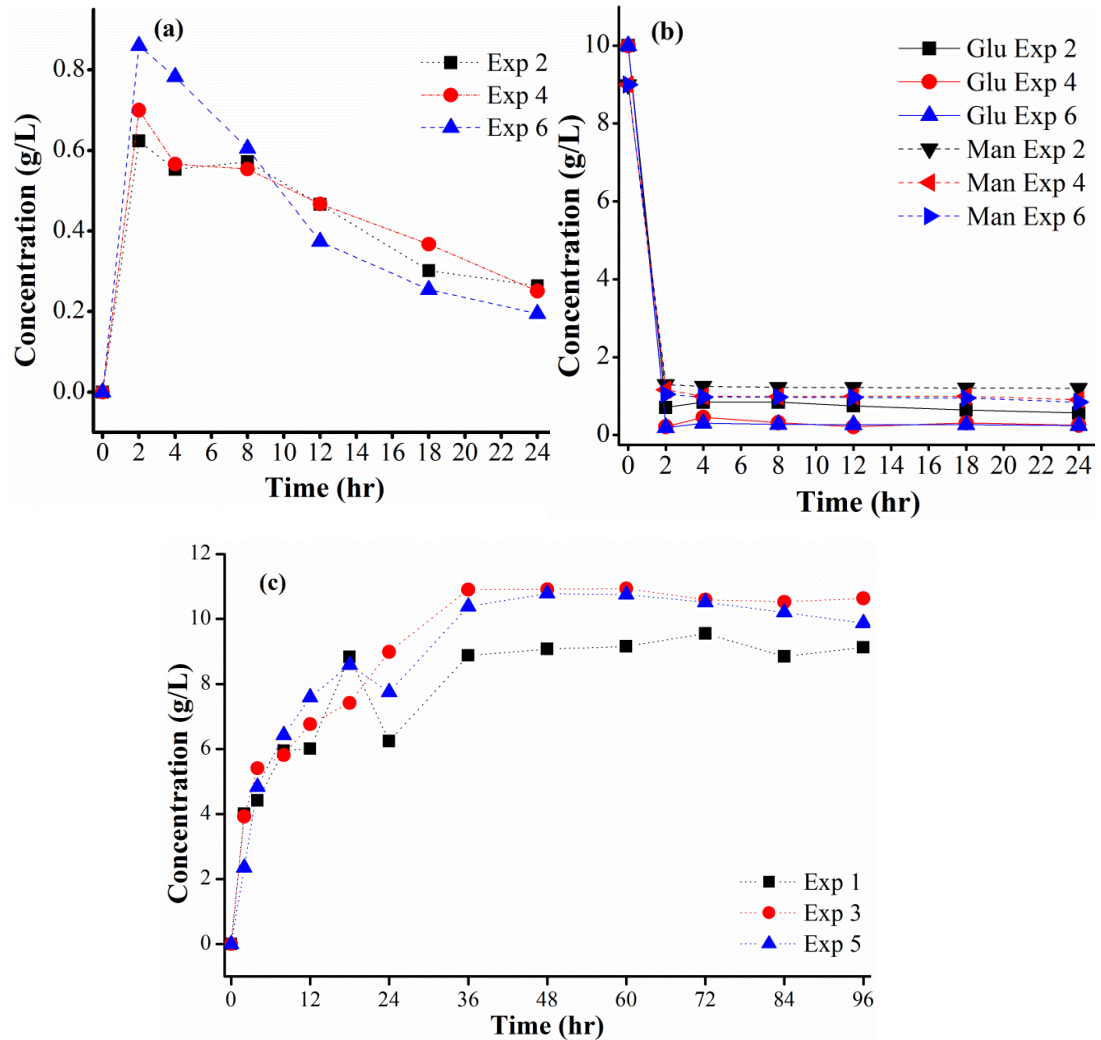 (a)
Exp 2
Exp 4
Exp 6
0.8
0.6
0.4
0.2
0.0
Concentration (g/L)
0 2 4 6 8 10 12 14 16 18 20 22 24
Time (hr)
(b)
Glu Exp 2
Glu Exp 4
Glu Exp 6
Man Exp 2
Man Exp 4
Man Exp 6
10
8
6
4
2
0
Concentration (g/L)
0 2 4 6 8 10 12 14 16 18 20 22 24
Time (hr)
(c)
12
10
8
6
4
2
0
Concentration (g/L)
Exp 1
Exp 3
Exp 5
0 12 24 36 48 60 72 84 96
Time (hr)